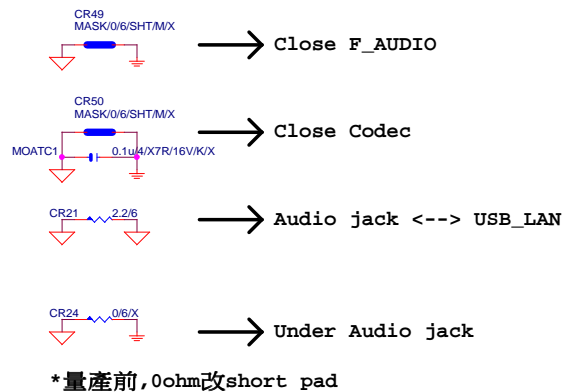 CR49
MASK/0/6/SHT/M/X
Close F_AUDIO
CR50
MASK/0/6/SHT/M/X
Close Codec
MOATC1 0.1u/4/X7R/16V/K/X
CR21 2.2/6
Audio jack <--> USB_LAN
CR24 0/6/X
Under Audio jack
*量產前,0ohm改short pad